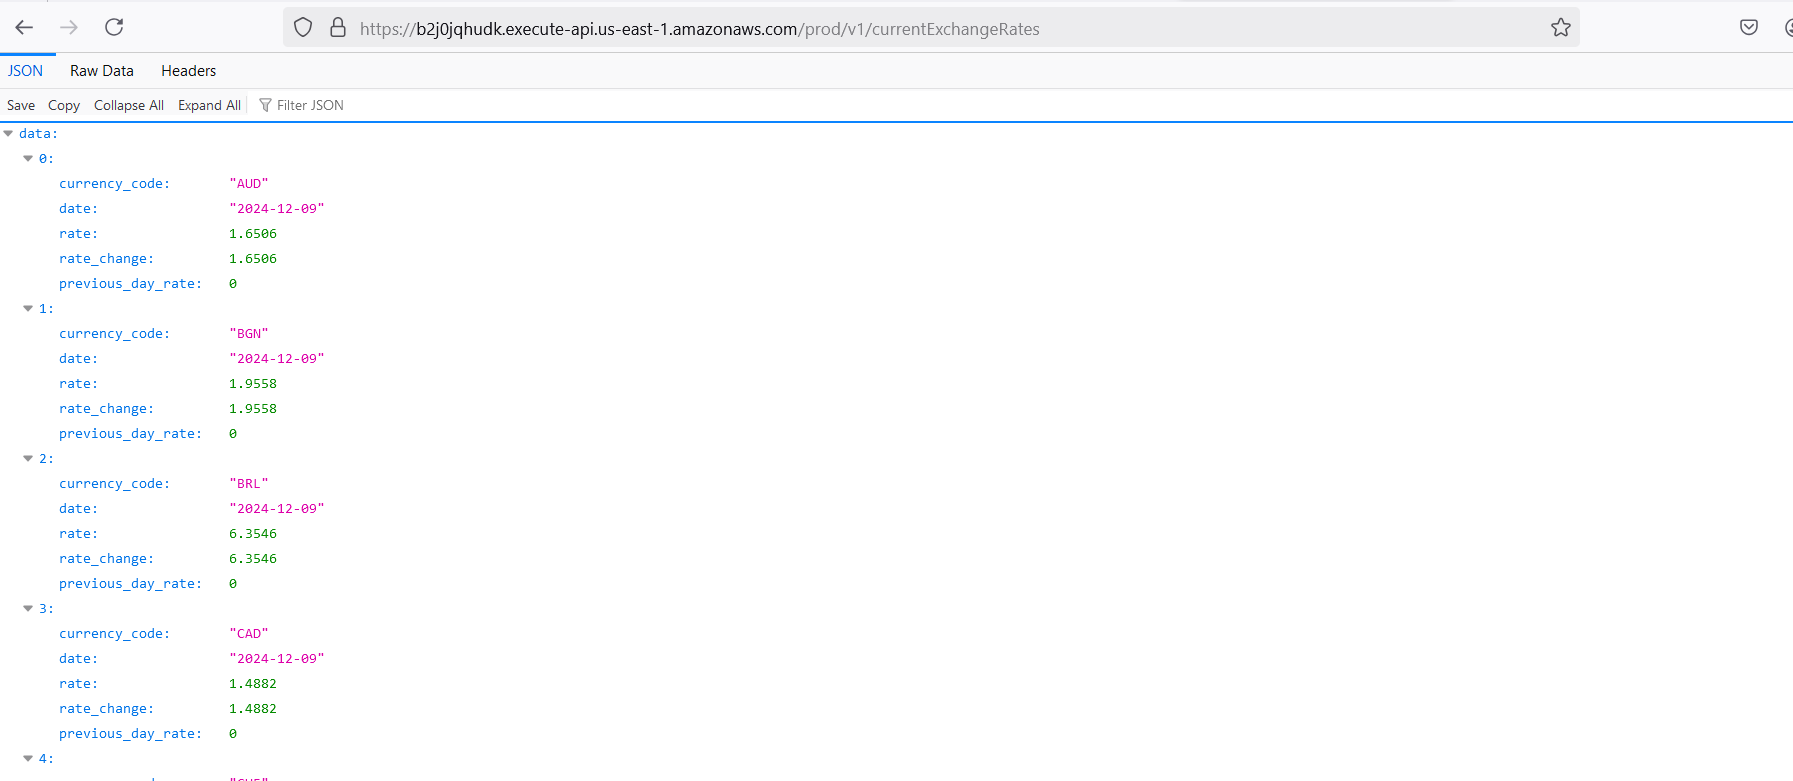 https://b2j0jqhudk.execute-api.us-east-1.amazonaws.com/prod/v1/currentExchangeRates
JSON Raw Data Headers
Save Copy Collapse All Expand All Filter JSON
data:
0:
currency_code: "AUD"
date: "2024-12-09"
rate: 1.6506
rate_change: 1.6506
previous_day_rate: 0
1:
currency_code: "BGN"
date: "2024-12-09"
rate: 1.9558
rate_change: 1.9558
previous_day_rate: 0
2:
currency_code: "BRL"
date: "2024-12-09"
rate: 6.3546
rate_change: 6.3546
previous_day_rate: 0
3:
currency_code: "CAD"
date: "2024-12-09"
rate: 1.4882
rate_change: 1.4882
previous_day_rate: 0
4: